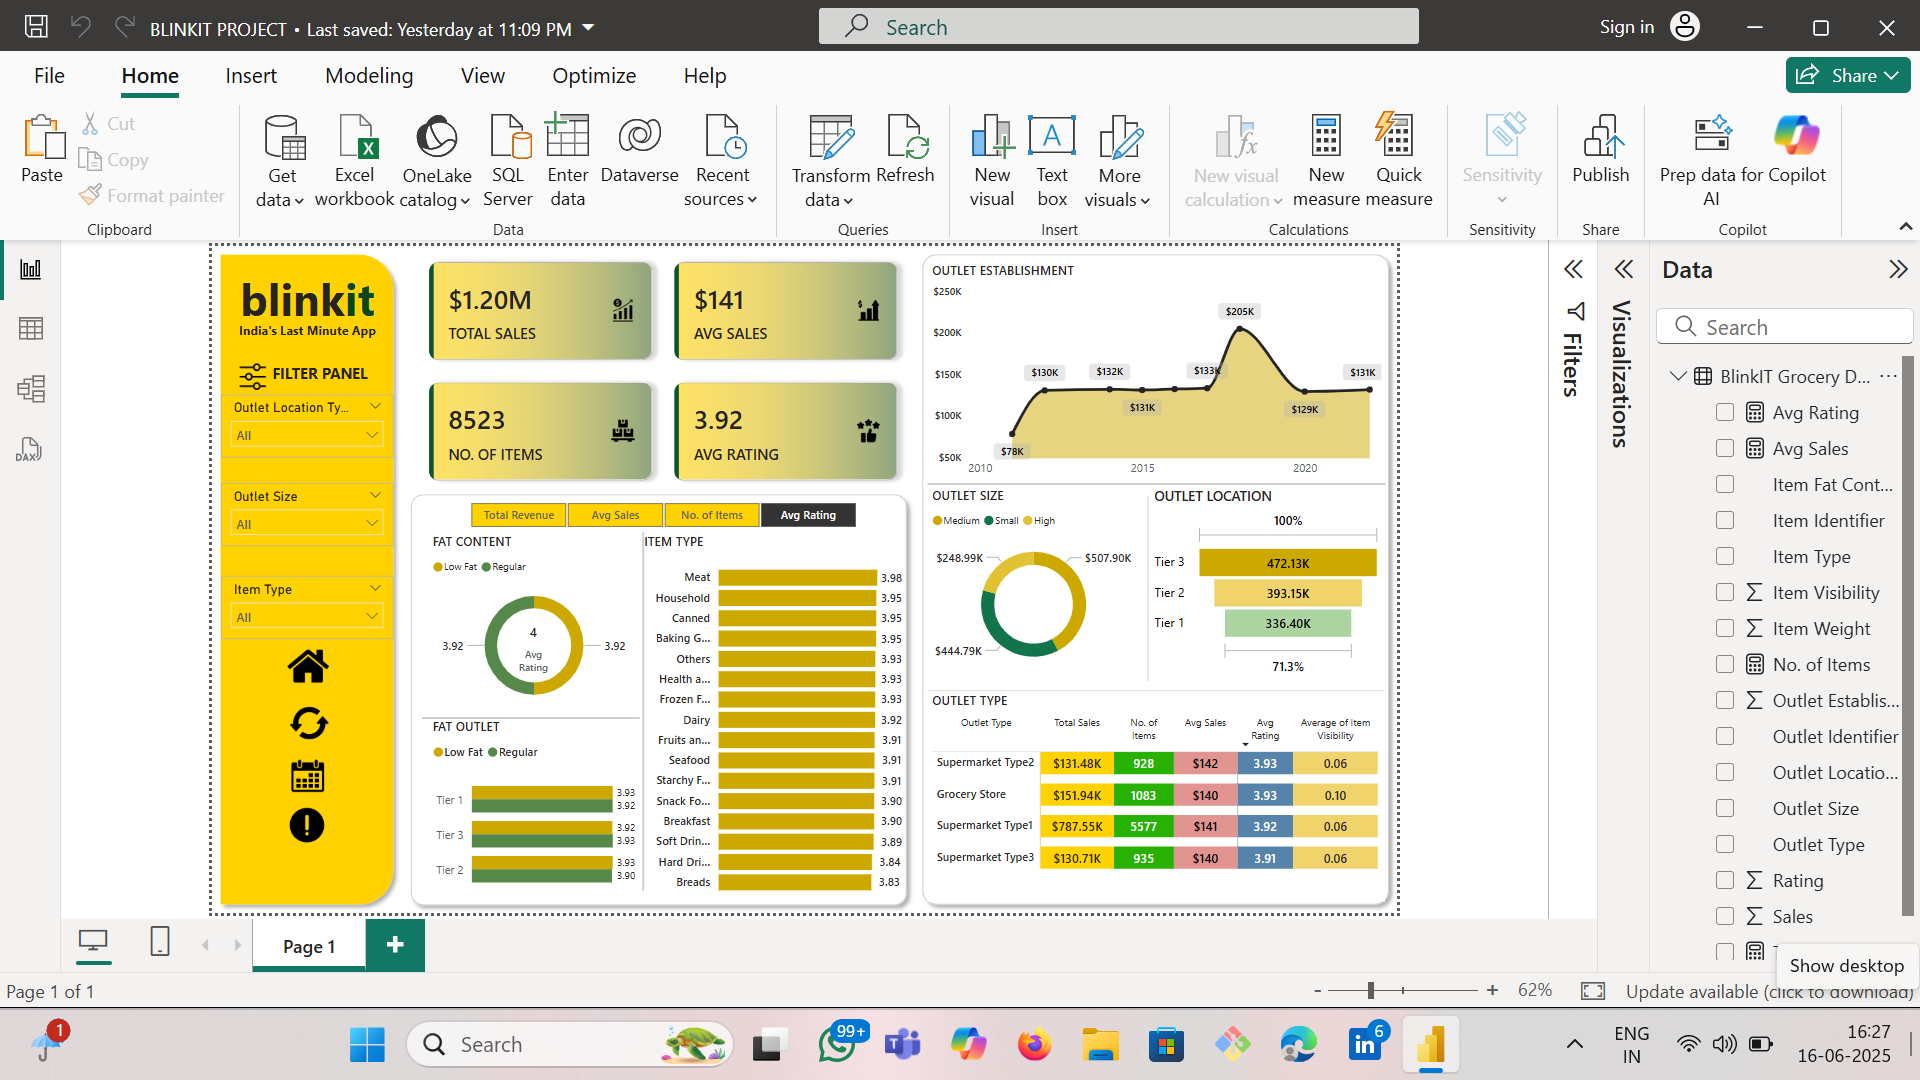 BLINKIT PROJECT • Last saved: Yesterday at 11:09 PM
Search
Sign in
File
Home
Insert
Modeling
View
Optimize
Help
Share
Paste
Cut
Copy
Format painter
Clipboard
Get data
Excel workbook
OneLake catalog
SQL Server
Enter data
Dataverse
Recent sources
Data
Transform data
Refresh
Queries
New visual
Text box
More visuals
Insert
New visual calculation
New measure
Quick measure
Calculations
Sensitivity
Sensitivity
Publish
Share
Prep data for AI
Copilot
Copilot
blinkit
India's Last Minute App
FILTER PANEL
Outlet Location Ty...
All
Outlet Size
All
Item Type
All
$1.20M
TOTAL SALES
$141
AVG SALES
8523
NO. OF ITEMS
3.92
AVG RATING
Total Revenue
Avg Sales
No. of Items
Avg Rating
FAT CONTENT
Low Fat
Regular
3.92
4
Avg
Rating
3.92
FAT OUTLET
Low Fat
Regular
Tier 1
3.93
3.92
Tier 3
3.92
3.93
Tier 2
3.93
3.90
ITEM TYPE
Meat 3.98
Household 3.95
Canned 3.95
Baking G... 3.95
Others 3.93
Health a... 3.93
Frozen F... 3.93
Dairy 3.92
Fruits an... 3.91
Seafood 3.91
Starchy F... 3.91
Snack Fo... 3.90
Breakfast 3.90
Soft Drin... 3.89
Hard Dri... 3.84
Breads 3.83
OUTLET ESTABLISHMENT
$250K
$200K
$150K
$100K
$50K
$78K
$130K
$132K
$131K
$133K
$205K
$129K
$131K
2010
2015
2020
OUTLET SIZE
Medium
Small
High
$248.99K
$507.90K
$444.79K
OUTLET LOCATION
100%
Tier 3 472.13K
Tier 2 393.15K
Tier 1 336.40K
71.3%
OUTLET TYPE
Outlet Type Total Sales No. of Items Avg Sales Avg Rating Average of Item Visibility
Supermarket Type2 $131.48K 928 $142 3.93 0.06
Grocery Store $151.94K 1083 $140 3.93 0.10
Supermarket Type1 $787.55K 5577 $141 3.92 0.06
Supermarket Type3 $130.71K 935 $140 3.91 0.06
Filters
Visualizations
Data
Search
BlinkIT Grocery D...
Avg Rating
Avg Sales
Item Fat Cont...
Item Identifier
Item Type
Item Visibility
Item Weight
No. of Items
Outlet Establis...
Outlet Identifier
Outlet Locatio...
Outlet Size
Outlet Type
Rating
Sales
Show desktop
Page 1
Page 1 of 1
62%
Update available (click to download)
1
Search
99+
6
ENG
IN
16:27
16-06-2025
DAX